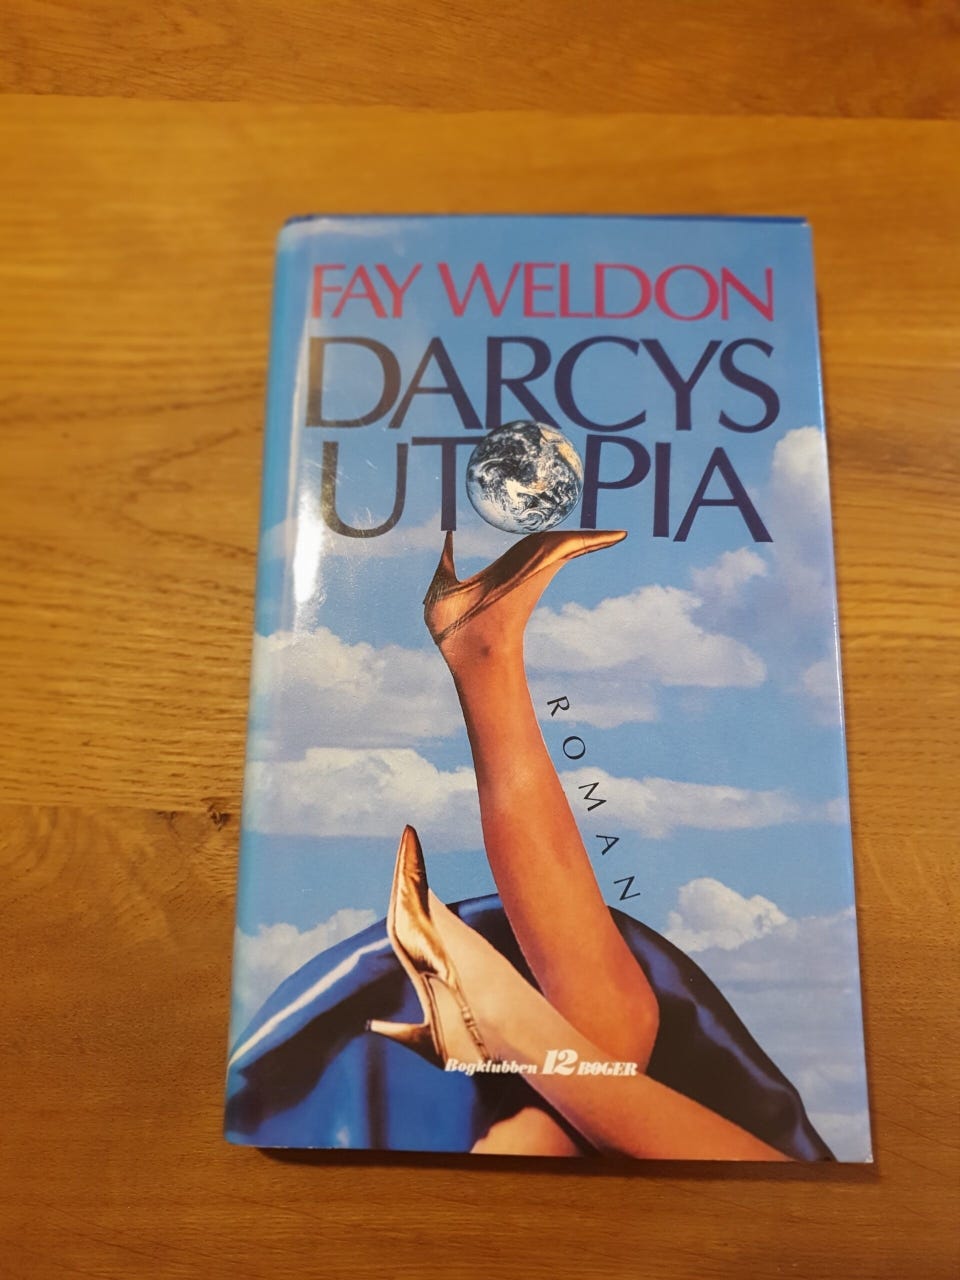 FAY WELDON
DARCYS
UTOPIA
ROMAN
Bogklubben 12 BØGER